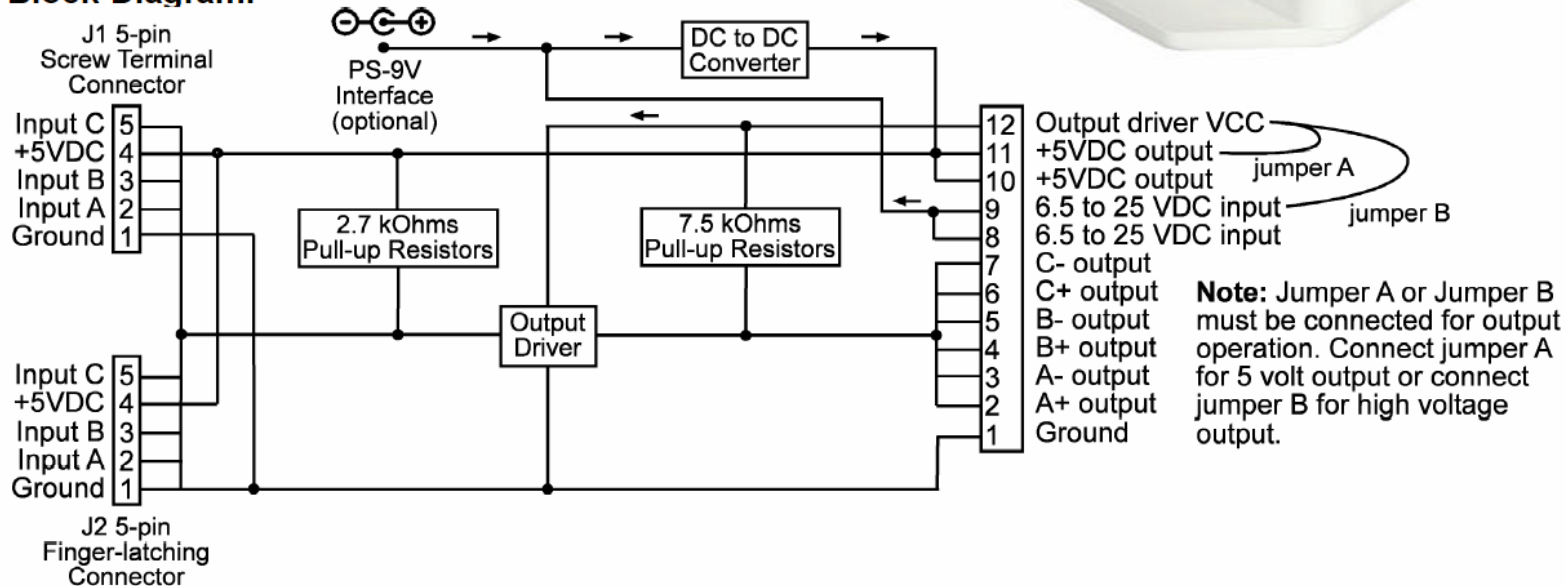 Block Diagram:
J1 5-pin
Screw Terminal
Connector
Input C 5
+5VDC 4
Input B 3
Input A 2
Ground 1
PS-9V
Interface
(optional)
DC to DC
Converter
2.7 kOhms
Pull-up Resistors
7.5 kOhms
Pull-up Resistors
Output
Driver
12 Output driver VCC
11 +5VDC output
10 +5VDC output
9 6.5 to 25 VDC input
8 6.5 to 25 VDC input
7 C- output
6 C+ output
5 B- output
4 B+ output
3 A- output
2 A+ output
1 Ground
jumper A
jumper B
Note: Jumper A or Jumper B
must be connected for output
operation. Connect jumper A
for 5 volt output or connect
jumper B for high voltage
output.
Input C 5
+5VDC 4
Input B 3
Input A 2
Ground 1
J2 5-pin
Finger-latching
Connector